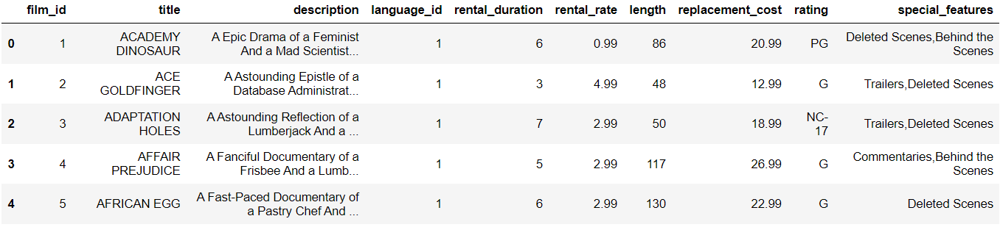 film_id title description language_id rental_duration rental_rate length replacement_cost rating special_features
0 1 ACADEMY DINOSAUR A Epic Drama of a Feminist And a Mad Scientist... 1 6 0.99 86 20.99 PG Deleted Scenes,Behind the Scenes
1 2 ACE GOLDFINGER A Astounding Epistle of a Database Administrat... 1 3 4.99 48 12.99 G Trailers,Deleted Scenes
2 3 ADAPTATION HOLES A Astounding Reflection of a Lumberjack And a ... 1 7 2.99 50 18.99 NC-17 Trailers,Deleted Scenes
3 4 AFFAIR PREJUDICE A Fanciful Documentary of a Frisbee And a Lumb... 1 5 2.99 117 26.99 G Commentaries,Behind the Scenes
4 5 AFRICAN EGG A Fast-Paced Documentary of a Pastry Chef And ... 1 6 2.99 130 22.99 G Deleted Scenes